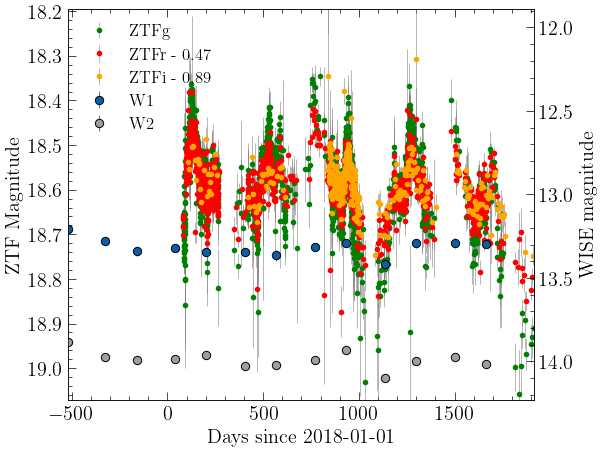 ZTFg
ZTFr - 0.47
ZTFi - 0.89
W1
W2
18.2
18.3
18.4
18.5
18.6
18.7
18.8
18.9
19.0
ZTF Magnitude
12.0
12.5
13.0
13.5
14.0
WISE magnitude
−500 0 500 1000 1500
Days since 2018-01-01